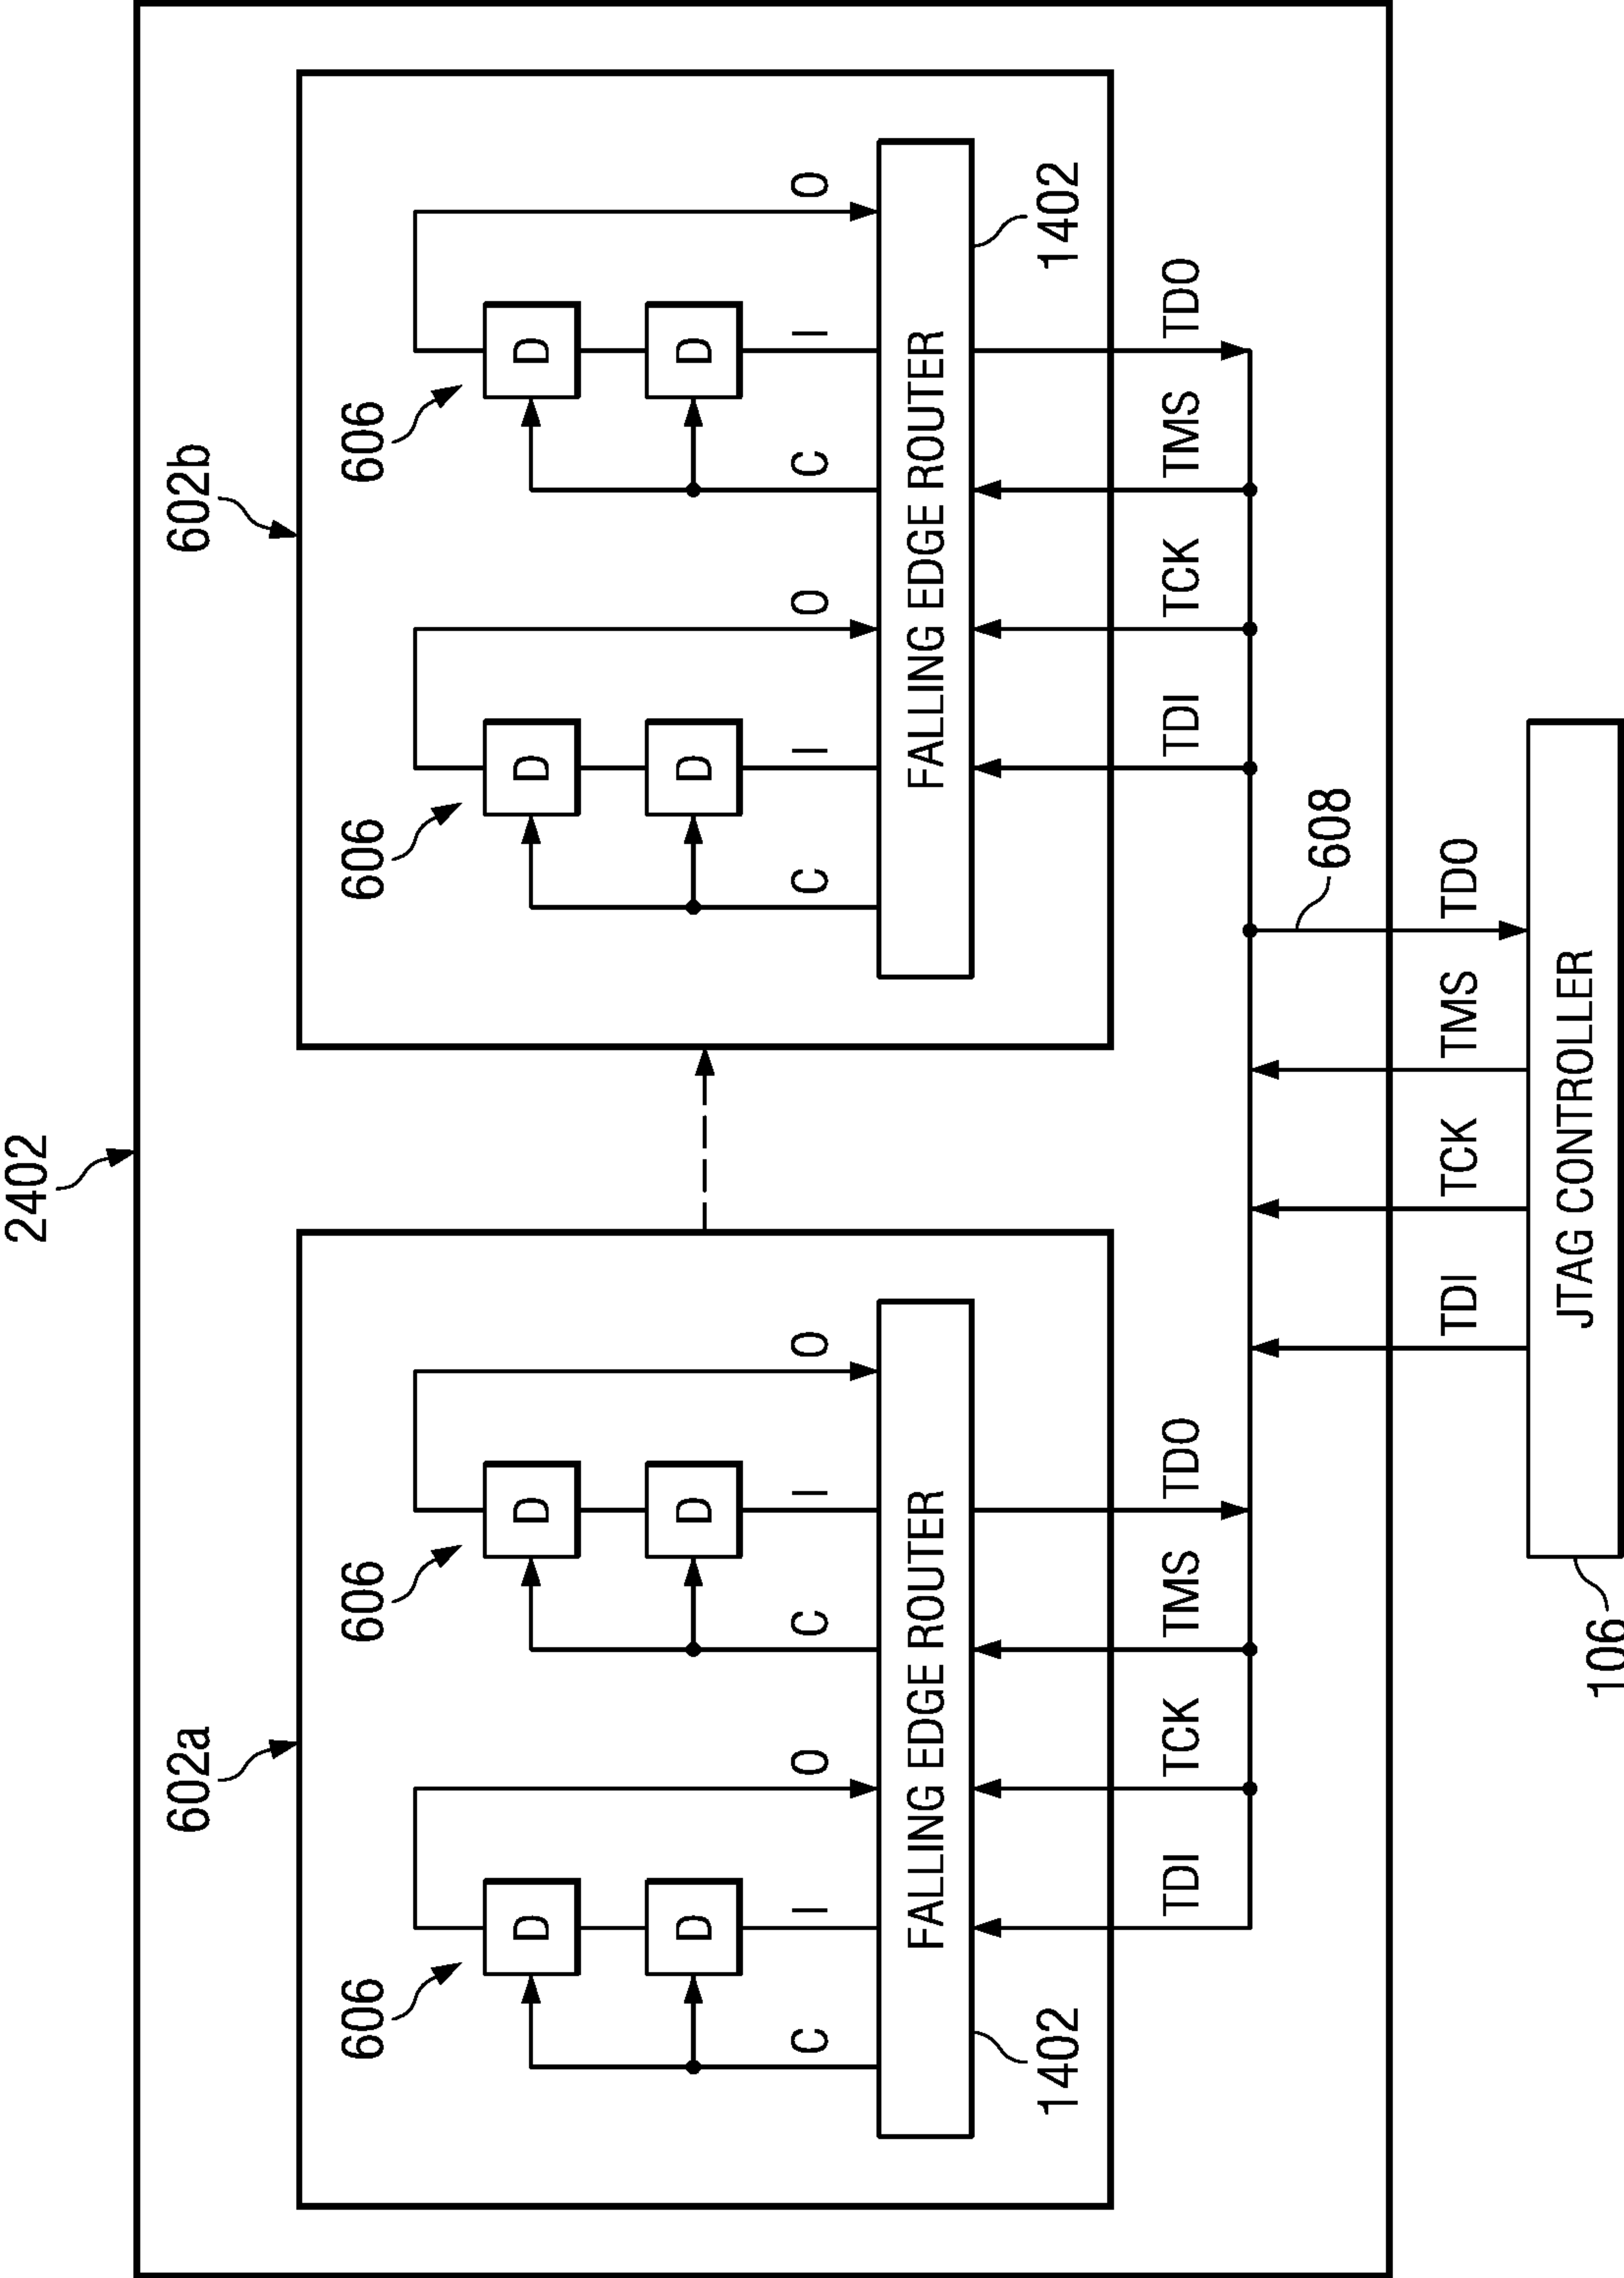 2402
602a
602b
606
606
606
606
D
D
D
D
D
D
D
D
C
I
O
C
I
O
C
I
O
C
I
O
FALLING EDGE ROUTER
FALLING EDGE ROUTER
1402
1402
TDI
TCK
TMS
TDO
TDI
TCK
TMS
TDO
608
TDI
TCK
TMS
TDO
JTAG CONTROLLER
106